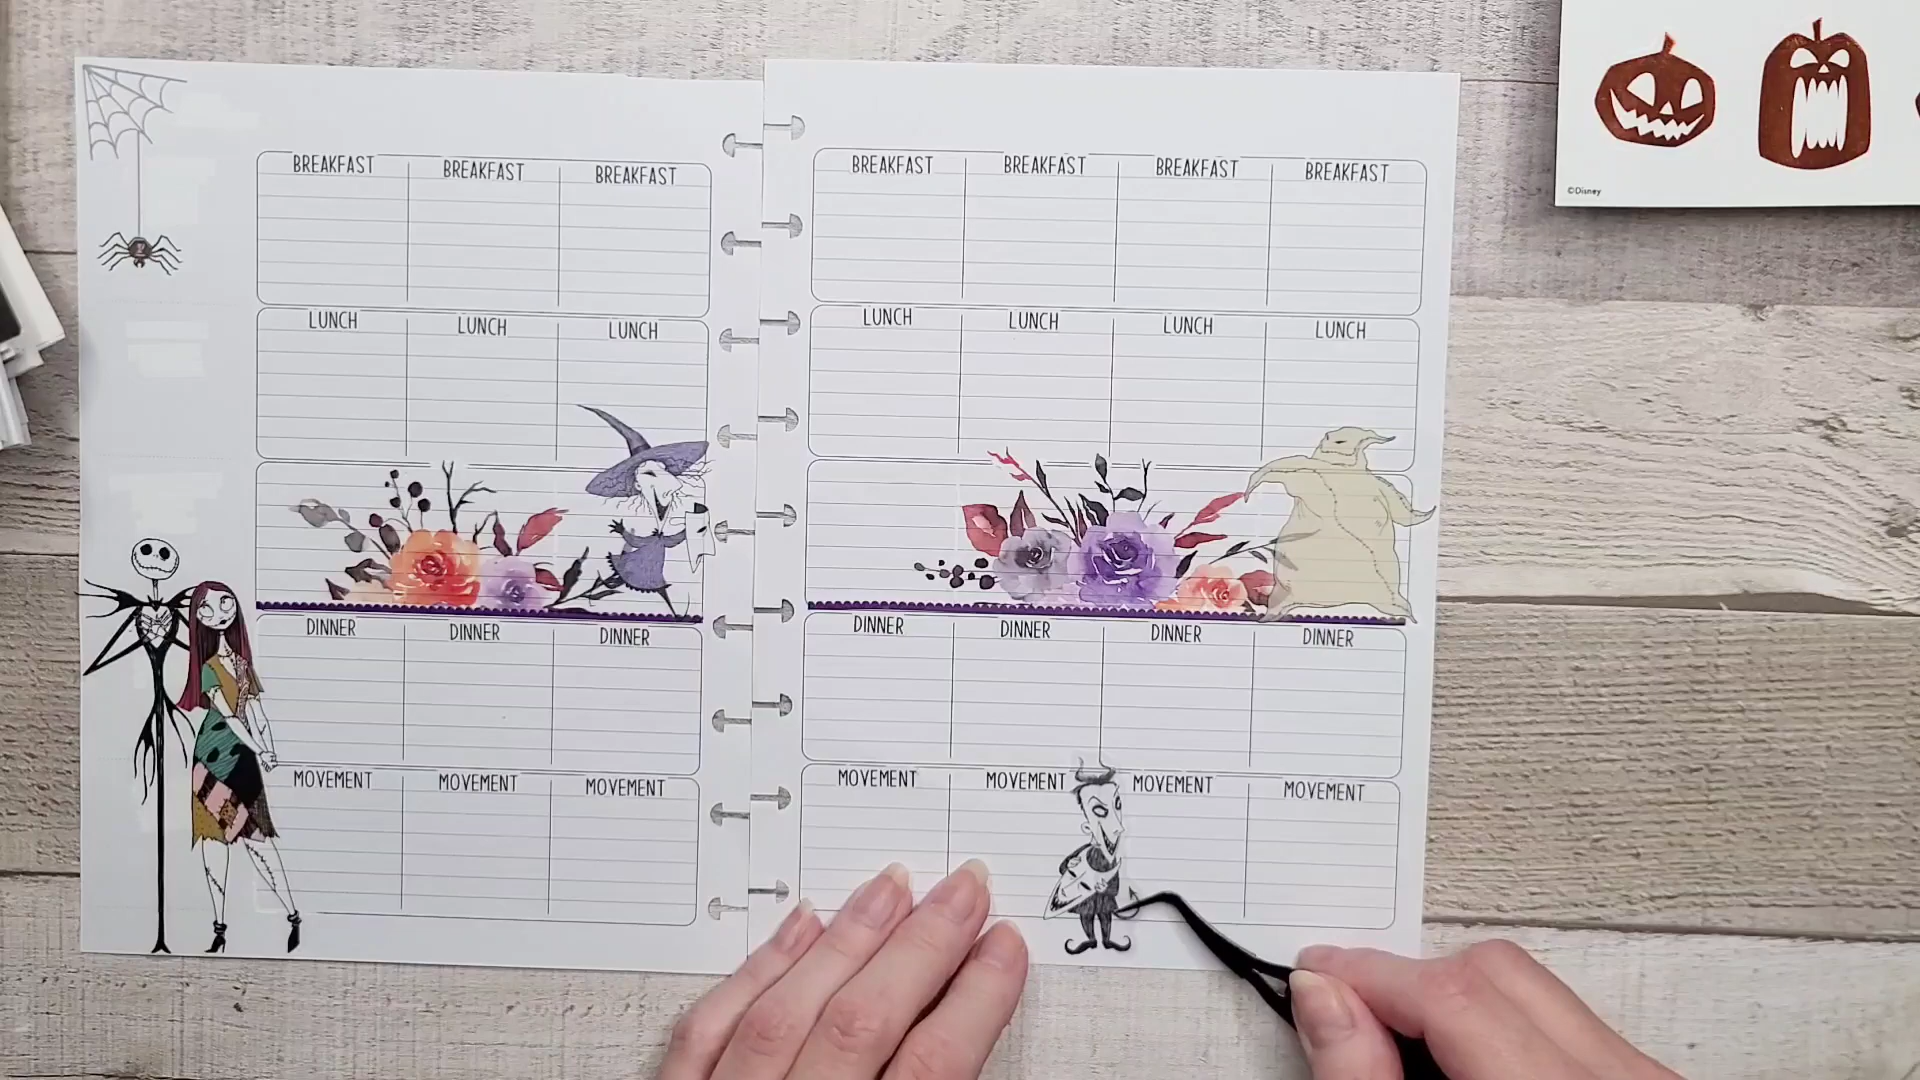 ©Disney
BREAKFAST BREAKFAST BREAKFAST
LUNCH LUNCH LUNCH
DINNER DINNER DINNER
MOVEMENT MOVEMENT MOVEMENT
BREAKFAST BREAKFAST BREAKFAST BREAKFAST
LUNCH LUNCH LUNCH LUNCH
DINNER DINNER DINNER DINNER
MOVEMENT MOVEMENT MOVEMENT MOVEMENT